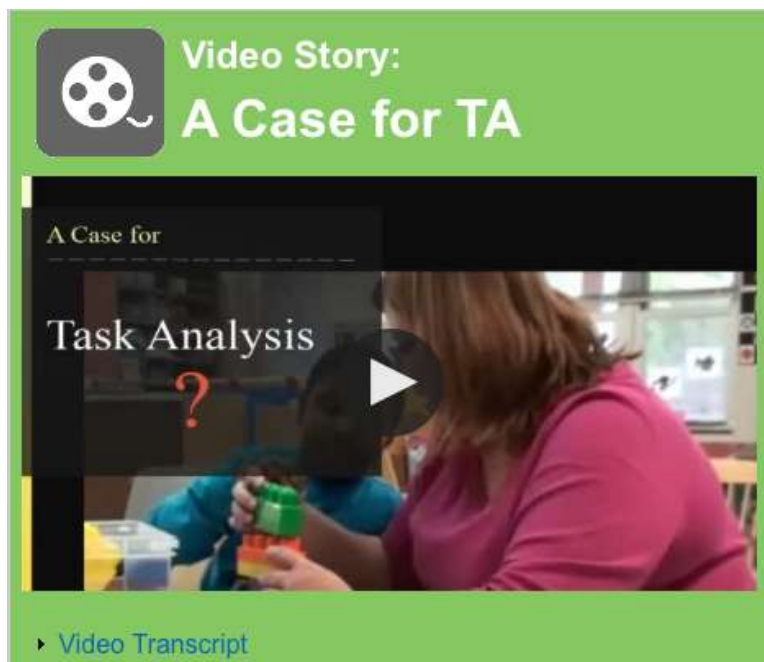 Video Story:
A Case for TA
A Case for
Task Analysis
?
Video Transcript